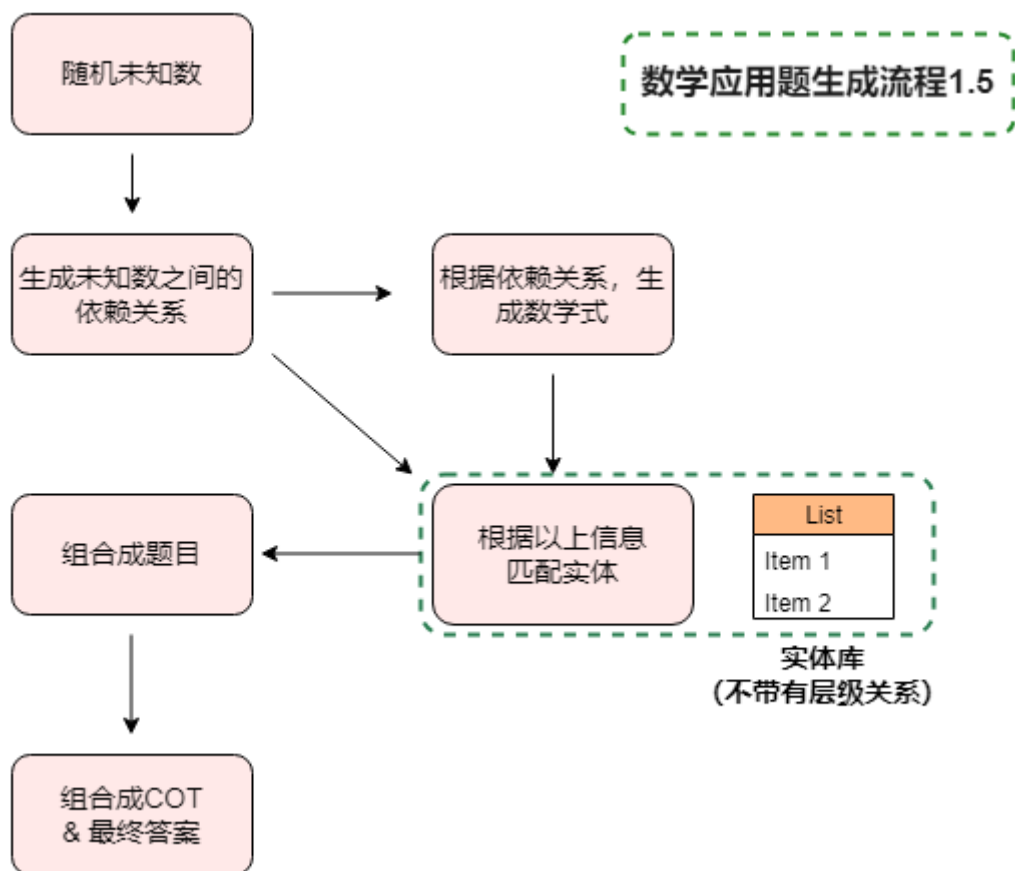 随机未知数
数学应用题生成流程1.5
生成未知数之间的
依赖关系
根据依赖关系，生
成数学式
组合成题目
根据以上信息
匹配实体
List
Item 1
Item 2
实体库
（不带有层级关系）
组合成COT
& 最终答案